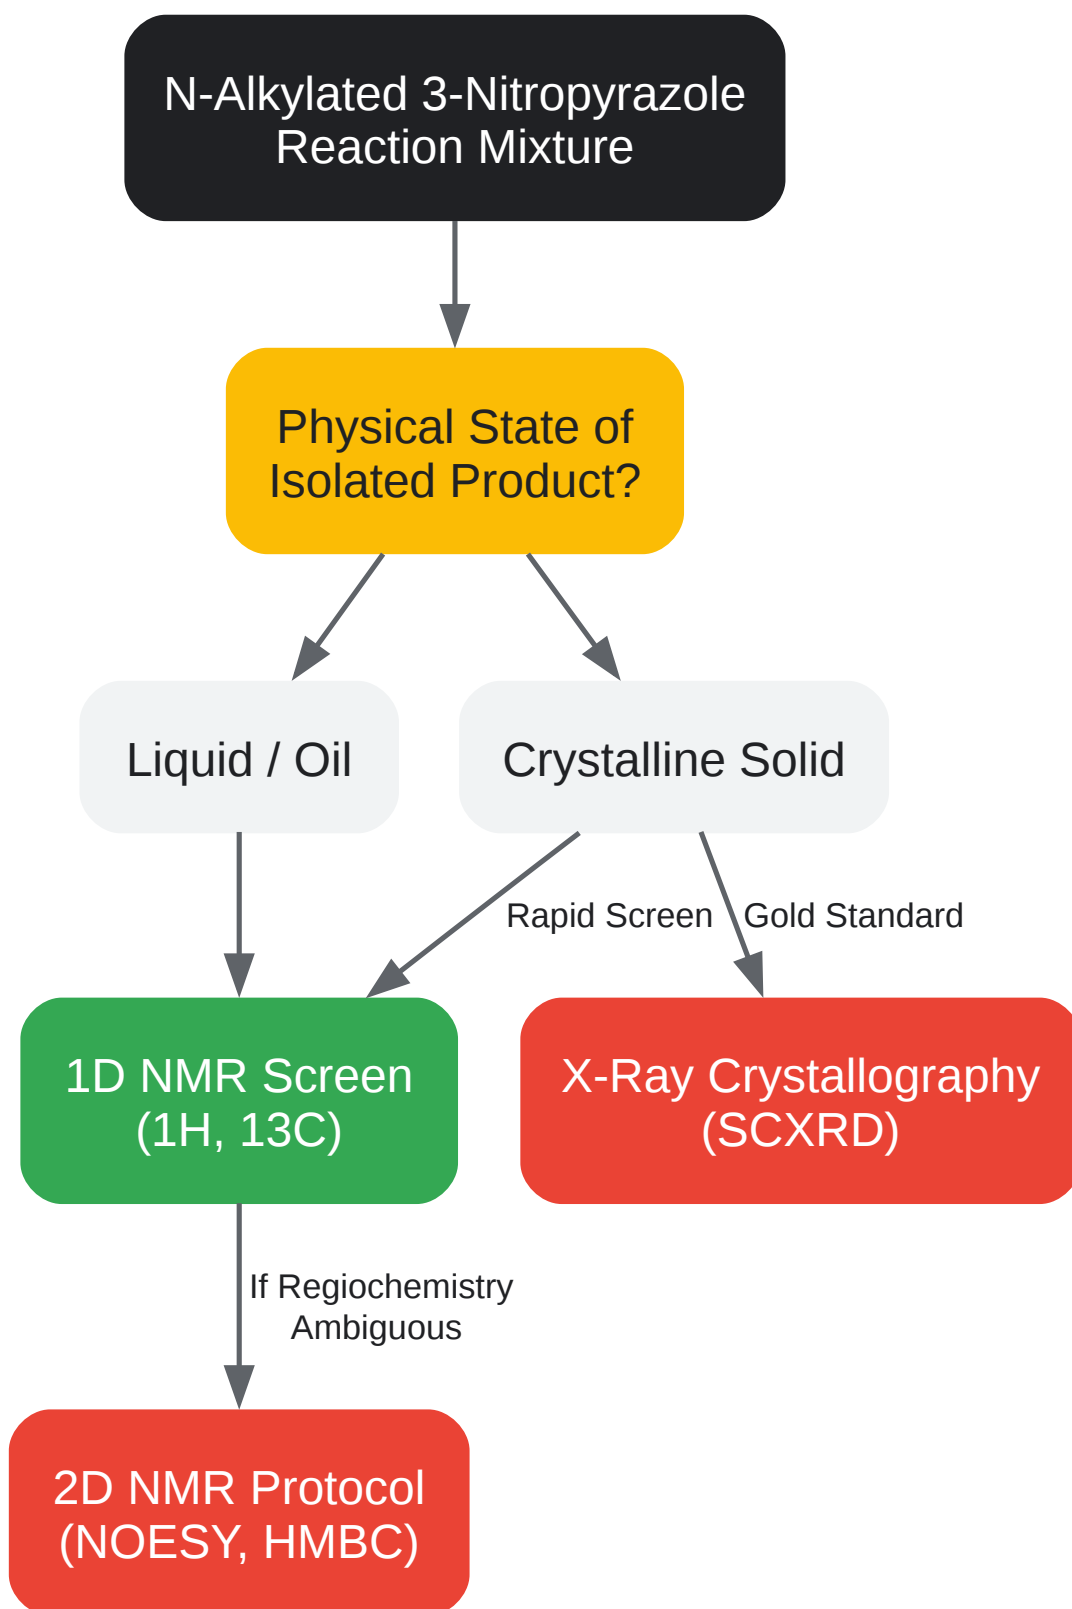 N-Alkylated 3-Nitropyrazole
Reaction Mixture
Physical State of
Isolated Product?
Liquid / Oil
Crystalline Solid
Rapid Screen
Gold Standard
1D NMR Screen
(1H, 13C)
X-Ray Crystallography
(SCXRD)
If Regiochemistry
Ambiguous
2D NMR Protocol
(NOESY, HMBC)